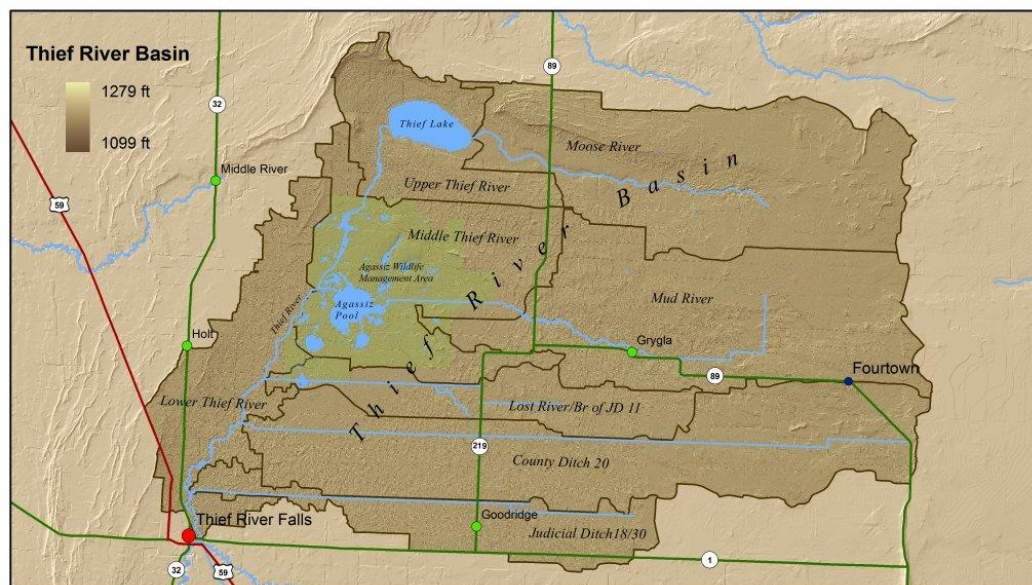 Thief River Basin
1279 ft
1099 ft
32
89
Thief Lake
Moose River
Middle River
Upper Thief River
59
Middle Thief River
Agassiz Wildlife
Management Area
Agassiz
Pool
Thief River
Mud River
Holt
Grygla
89
Fourtown
Lower Thief River
Lost River/Br of JD 11
219
County Ditch 20
Thief River Basin
Thief River Falls
Goodridge
Judicial Ditch18/30
1
32
59